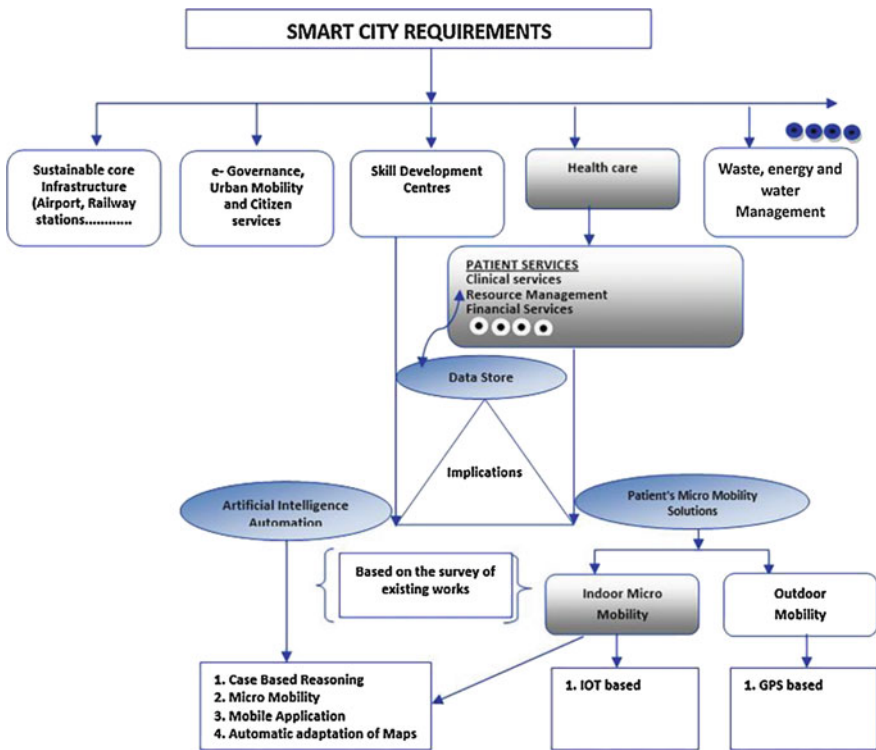 SMART CITY REQUIREMENTS
Sustainable core
Infrastructure
(Airport, Railway
stations............
e- Governance,
Urban Mobility
and Citizen
services
Skill Development
Centres
Health care
Waste, energy and
water
Management
PATIENT SERVICES
Clinical services
Resource Management
Financial Services
Data Store
Implications
Artificial Intelligence
Automation
Patient's Micro Mobility
Solutions
Based on the survey of
existing works
Indoor Micro
Mobility
Outdoor
Mobility
1. Case Based Reasoning
2. Micro Mobility
3. Mobile Application
4. Automatic adaptation of Maps
1. IOT based
1. GPS based